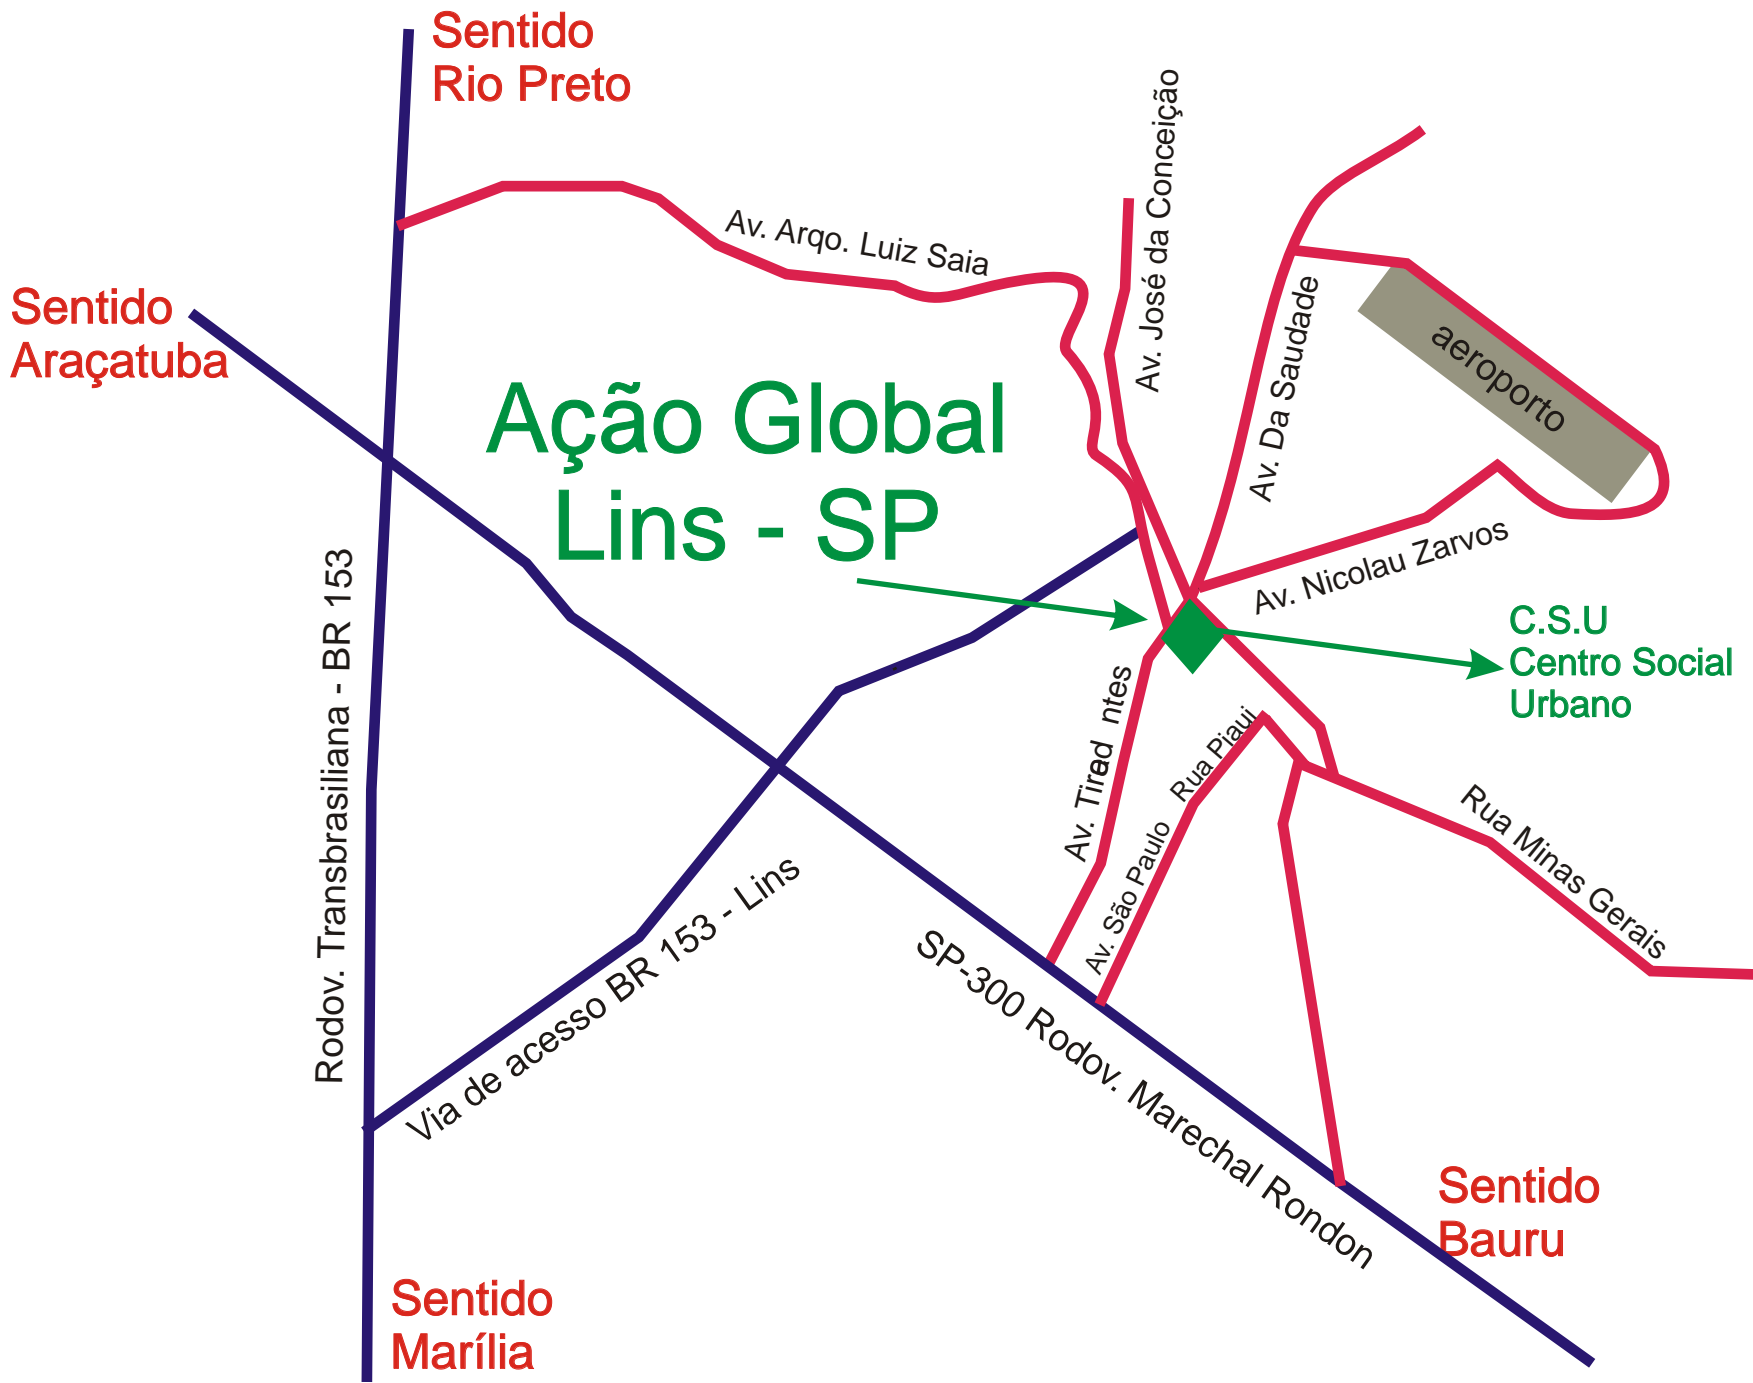 Sentido
Rio Preto
Sentido
Araçatuba
Av. Arqo. Luiz Saia
Av. José da Conceição
Av. Da Saudade
aeroporto
Ação Global
Lins - SP
Av. Nicolau Zarvos
C.S.U
Centro Social
Urbano
Rodov. Transbrasiliana - BR 153
Via de acesso BR 153 - Lins
Av. Tirad ntes
Rua Piaui
Av. São Paulo
Rua Minas Gerais
SP-300 Rodov. Marechal Rondon
Sentido
Bauru
Sentido
Marília